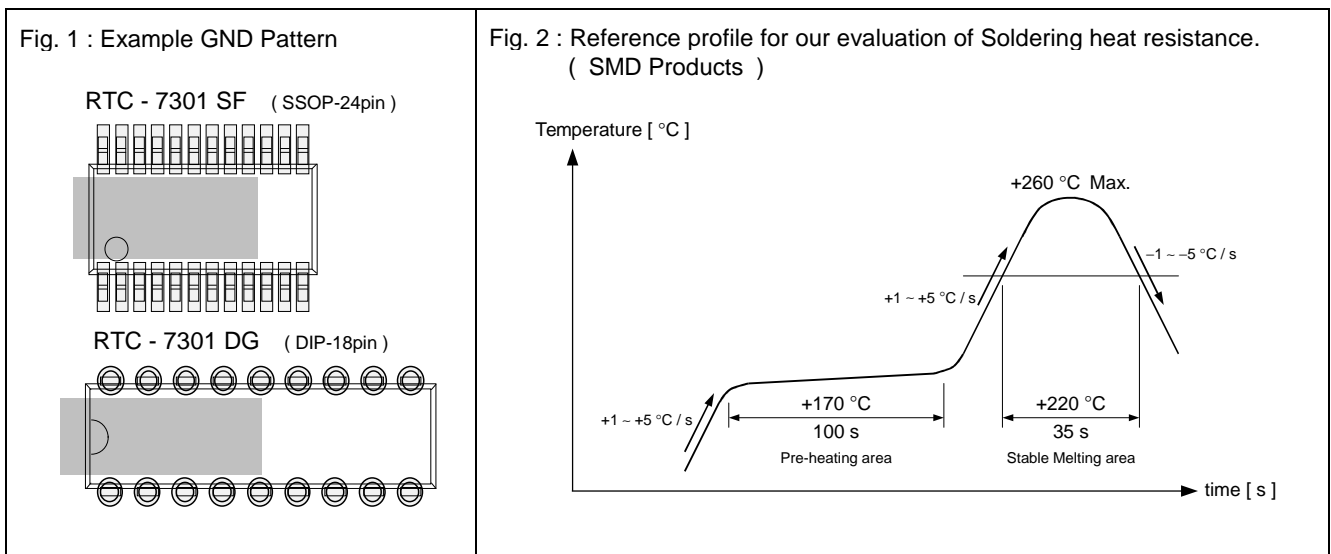 Fig. 1 : Example GND Pattern
RTC - 7301 SF ( SSOP-24pin )
RTC - 7301 DG ( DIP-18pin )
Fig. 2 : Reference profile for our evaluation of Soldering heat resistance.
( SMD Products )
Temperature [ °C ]
+260 °C Max.
−1 ~ −5 °C / s
+1 ~ +5 °C / s
+1 ~ +5 °C / s
+170 °C
100 s
Pre-heating area
+220 °C
35 s
Stable Melting area
time [ s ]